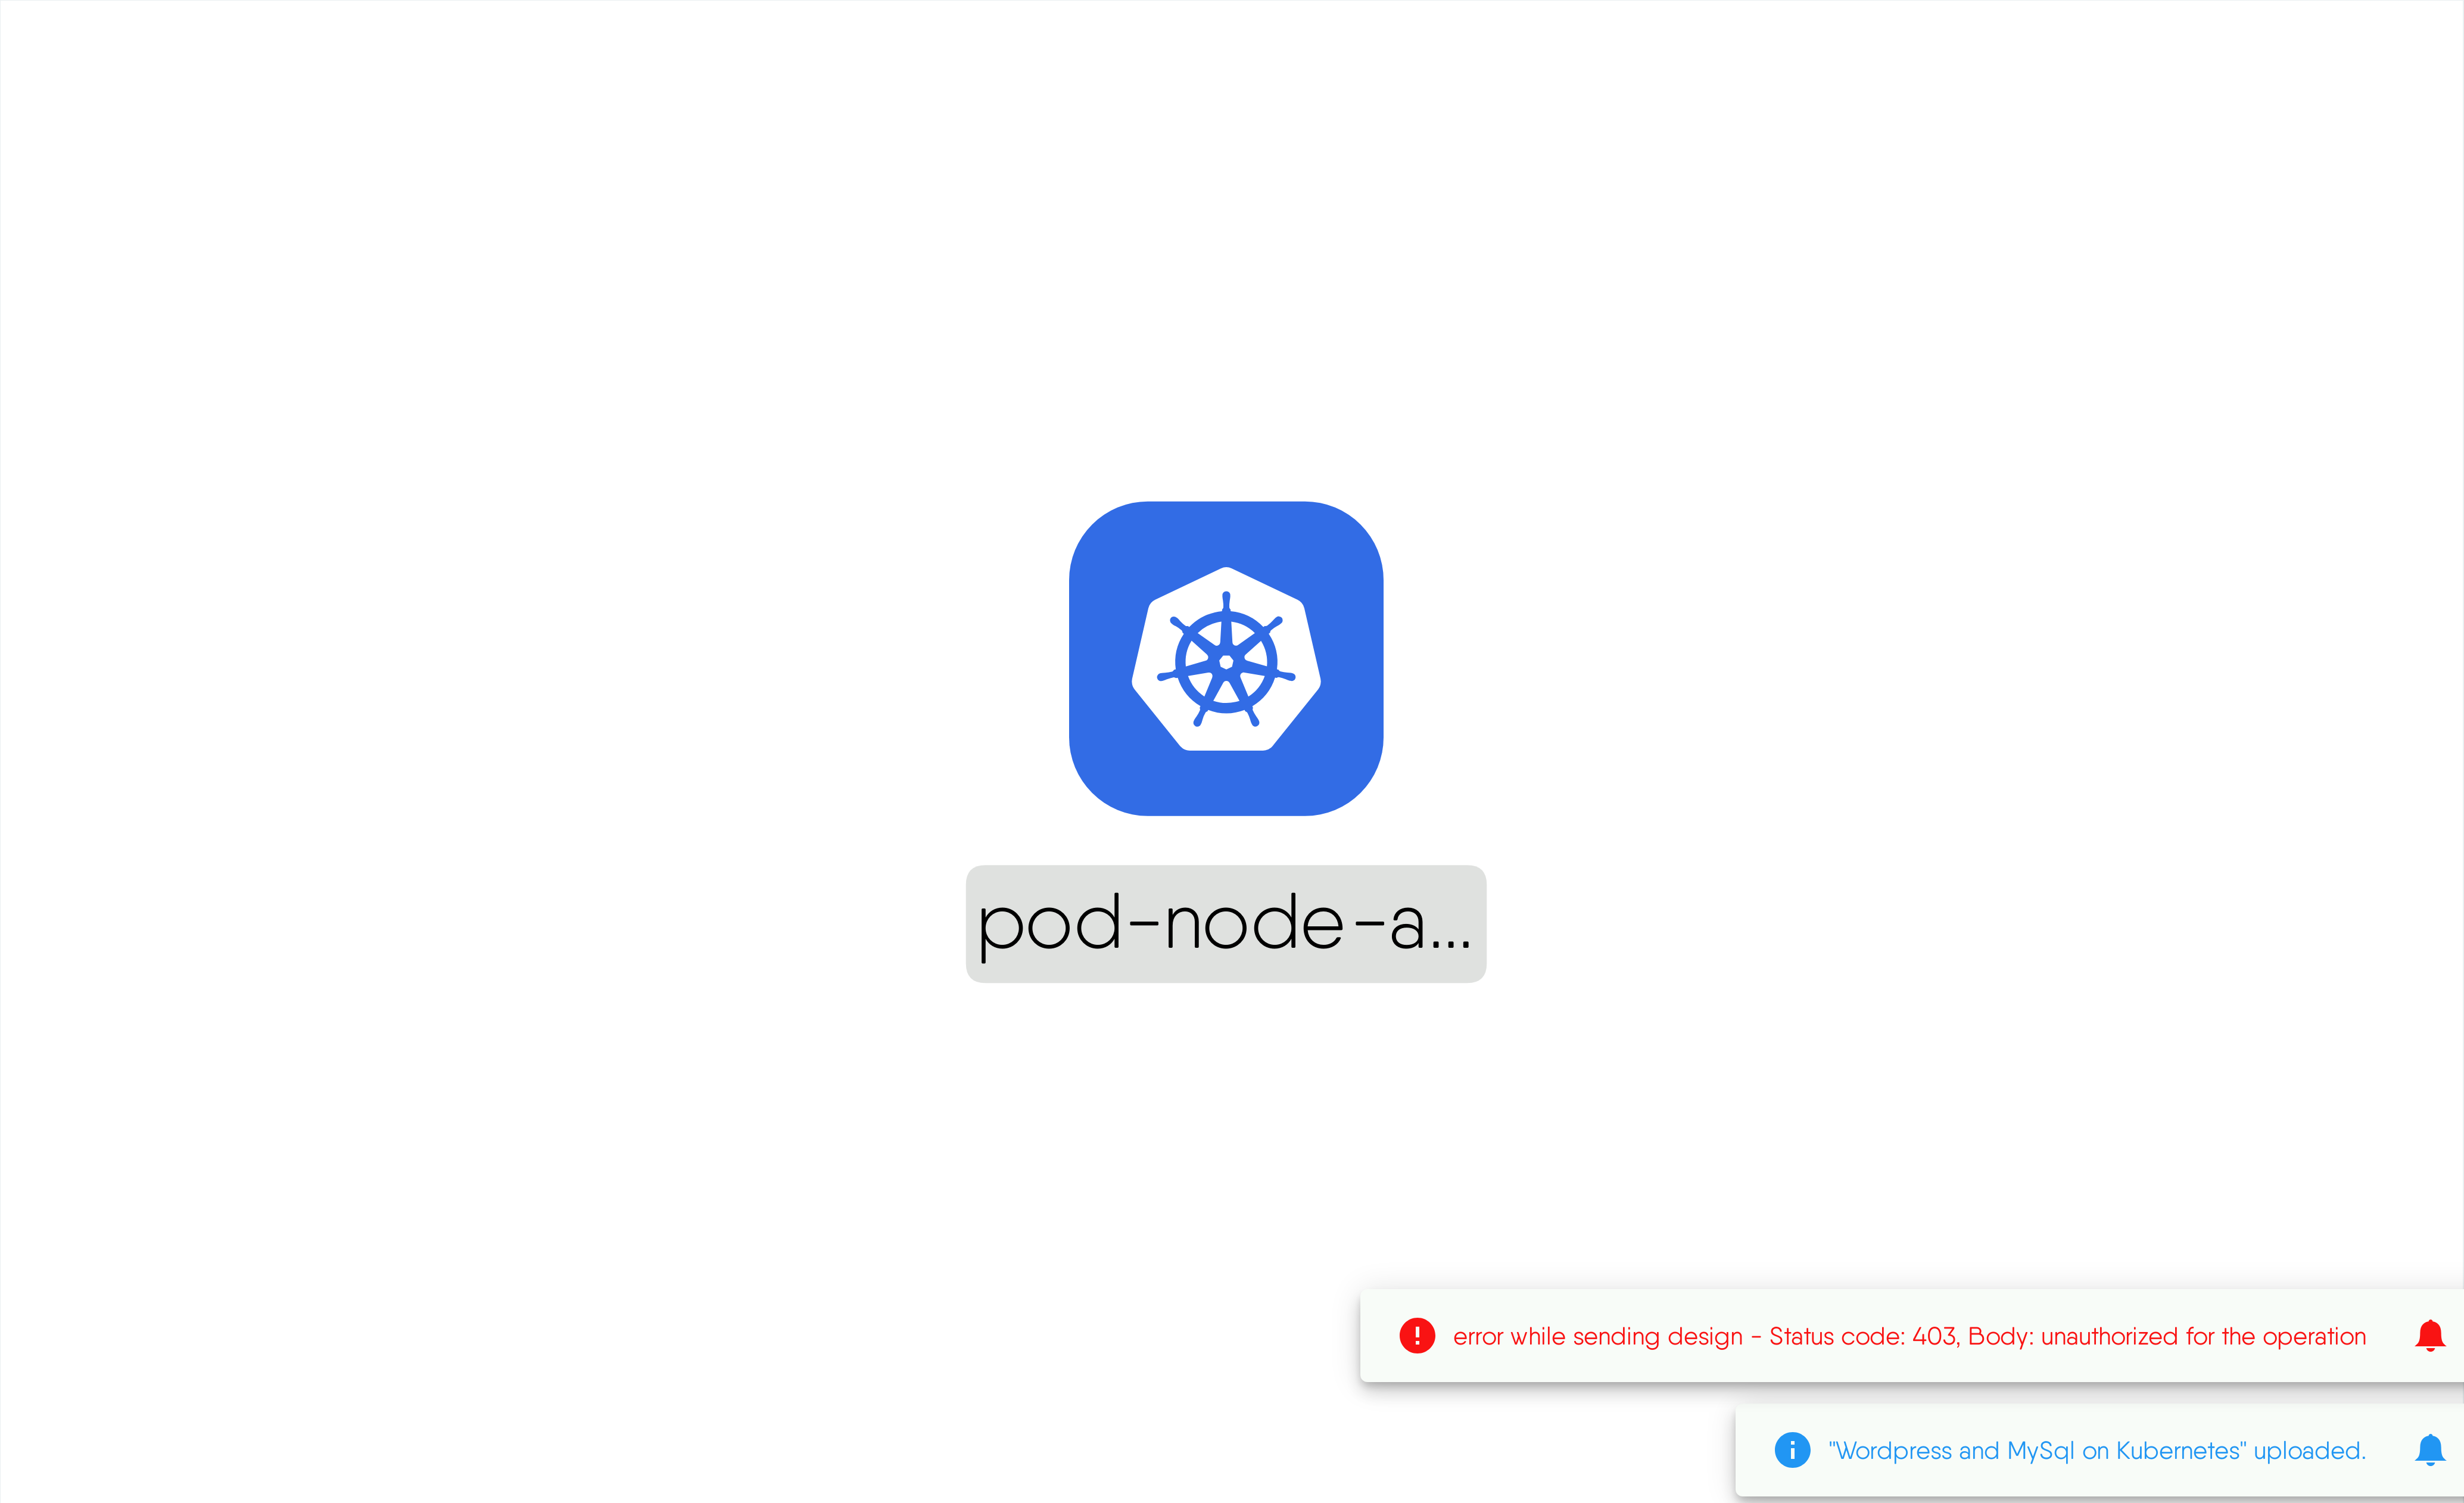 pod-node-a...
error while sending design - Status code: 403, Body: unauthorized for the operation
"Wordpress and MySql on Kubernetes" uploaded.